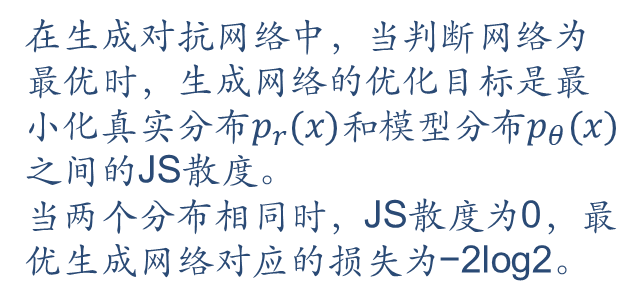 在生成对抗网络中，当判断网络为
最优时，生成网络的优化目标是最
小化真实分布pᵣ(x)和模型分布p_θ(x)
之间的JS散度。
当两个分布相同时，JS散度为0，最
优生成网络对应的损失为−2log2。